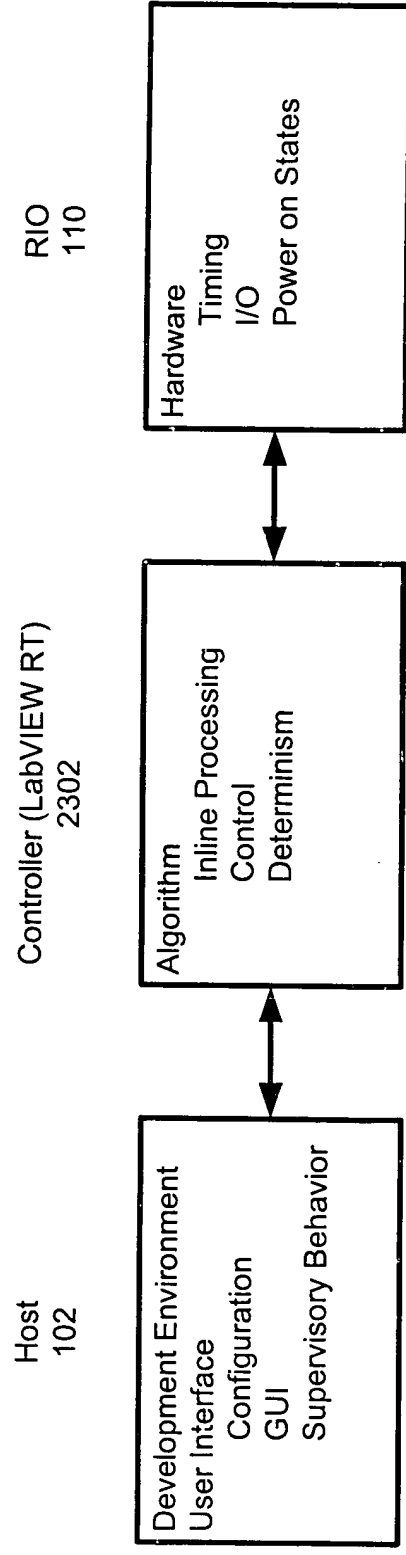 Host
102
Development Environment
User Interface
Configuration
GUI
Supervisory Behavior
Controller (LabVIEW RT)
2302
Algorithm
Inline Processing
Control
Determinism
RIO
110
Hardware
Timing
I/O
Power on States